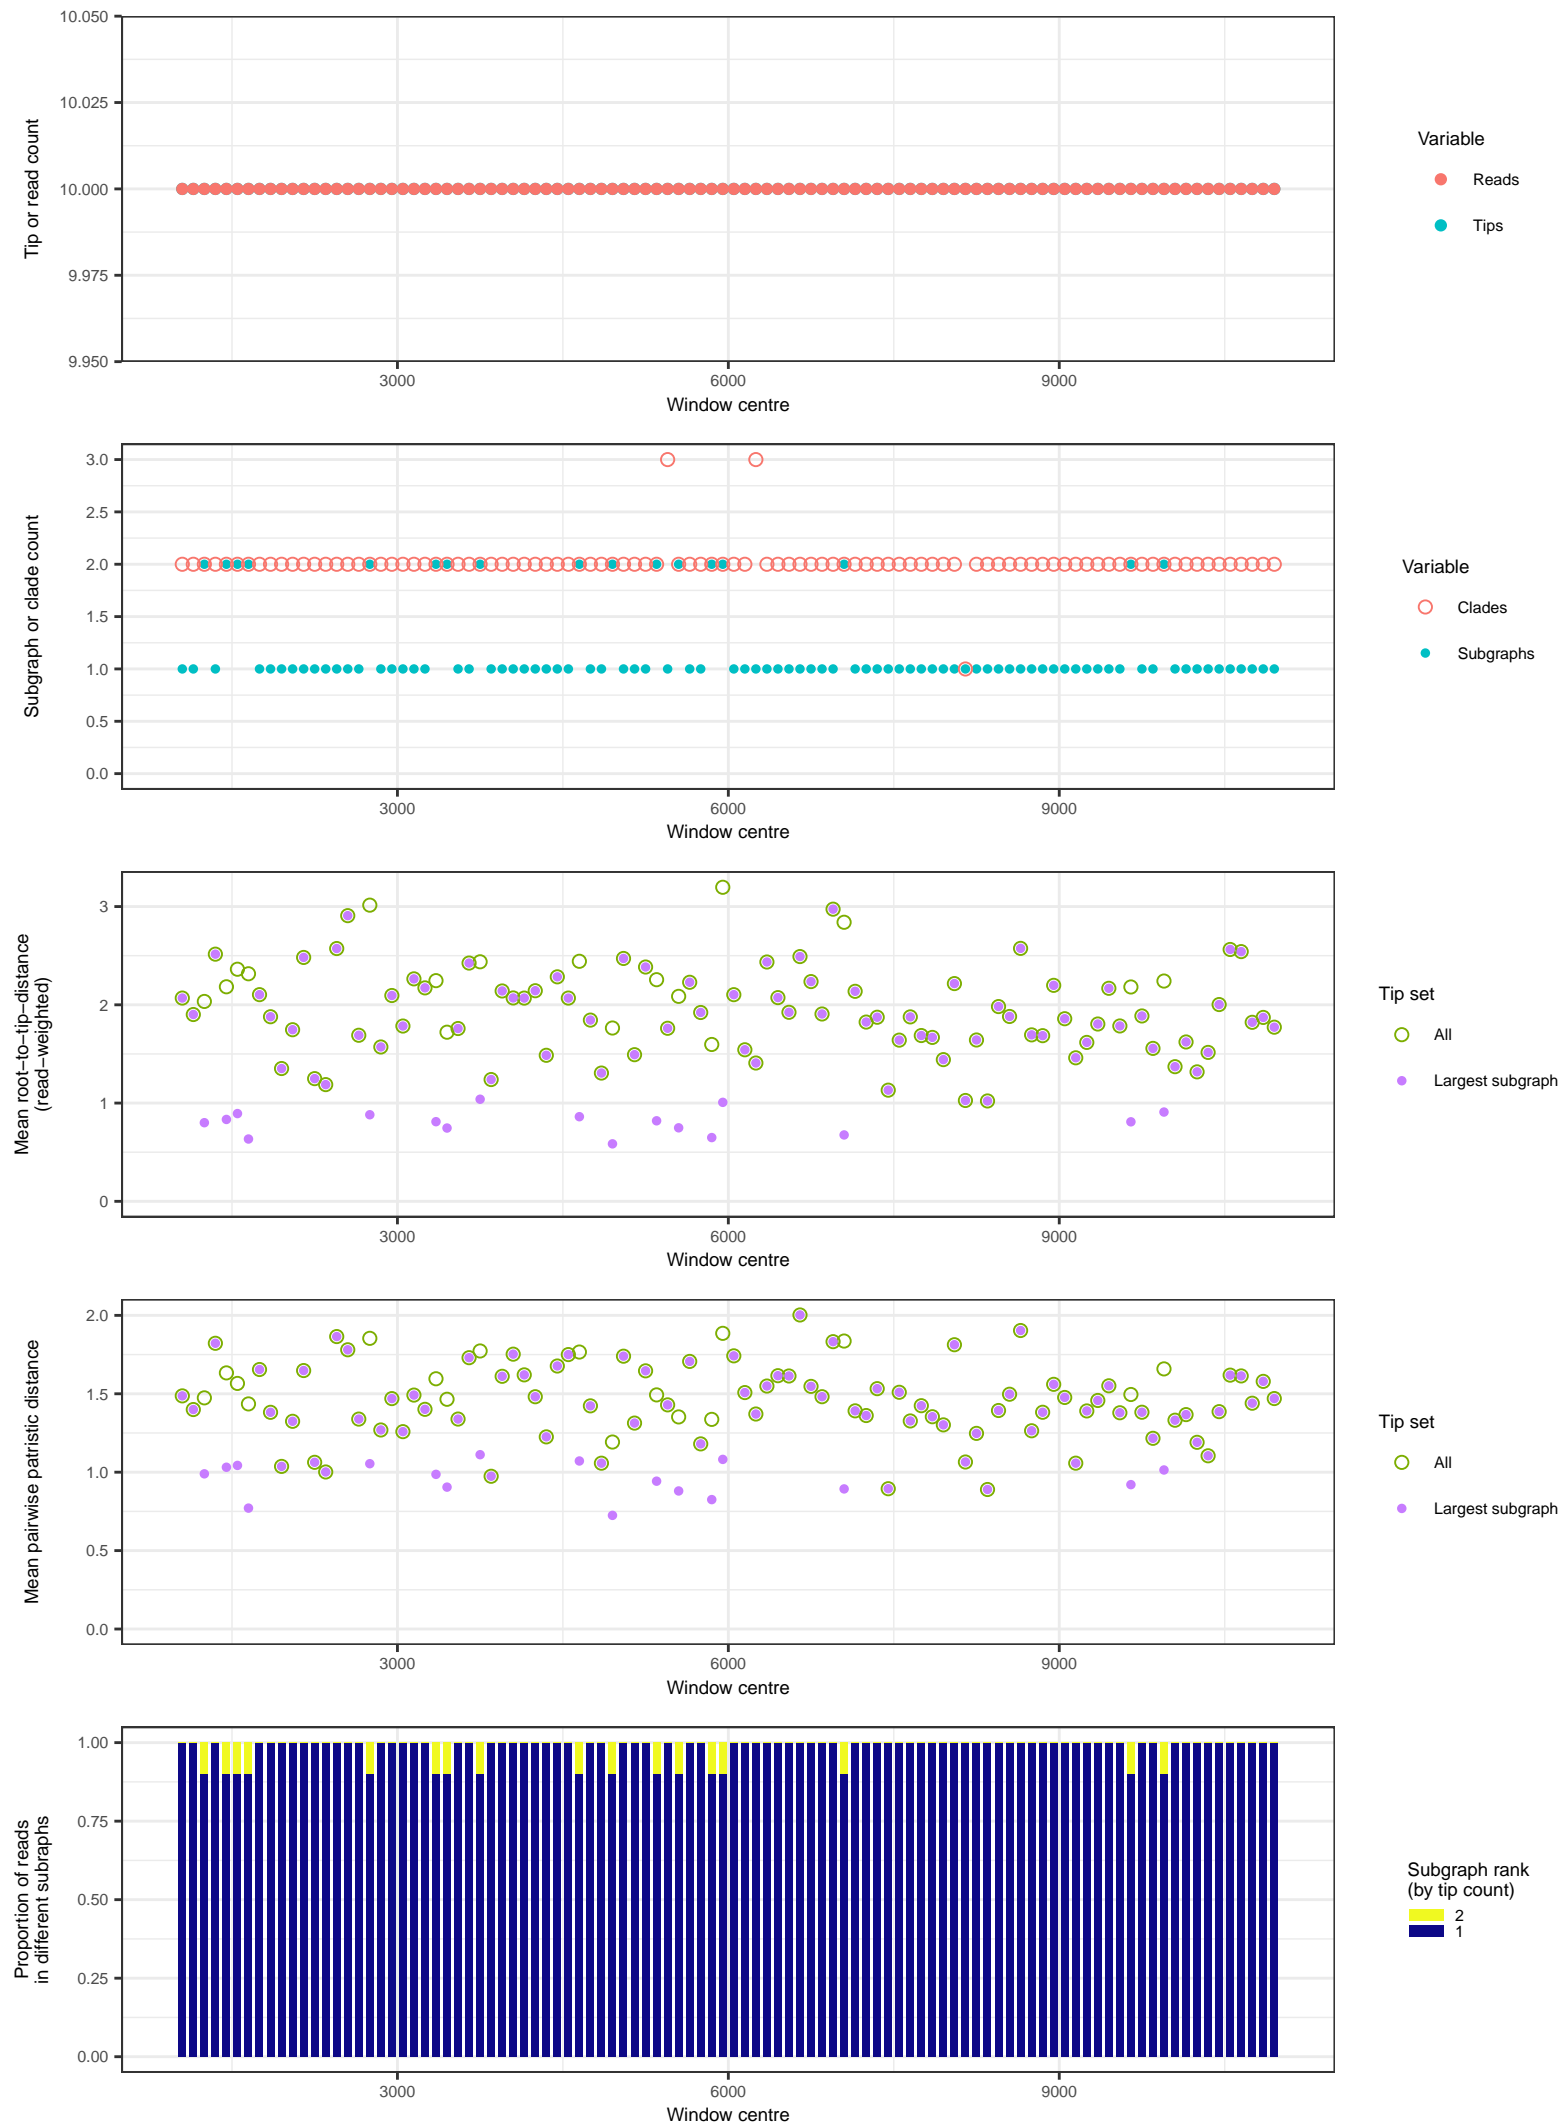 10.050
10.025
10.000
9.975
9.950
Tip or read count
3000
6000
9000
Window centre
Variable
Reads
Tips
3.0
2.5
2.0
1.5
1.0
0.5
0.0
Subgraph or clade count
3000
6000
9000
Window centre
Variable
Clades
Subgraphs
3
2
1
0
Mean root−to−tip−distance
(read−weighted)
3000
6000
9000
Window centre
Tip set
All
Largest subgraph
2.0
1.5
1.0
0.5
0.0
Mean pairwise patristic distance
3000
6000
9000
Window centre
Tip set
All
Largest subgraph
1.00
0.75
0.50
0.25
0.00
Proportion of reads
in different subraphs
3000
6000
9000
Window centre
Subgraph rank
(by tip count)
2
1